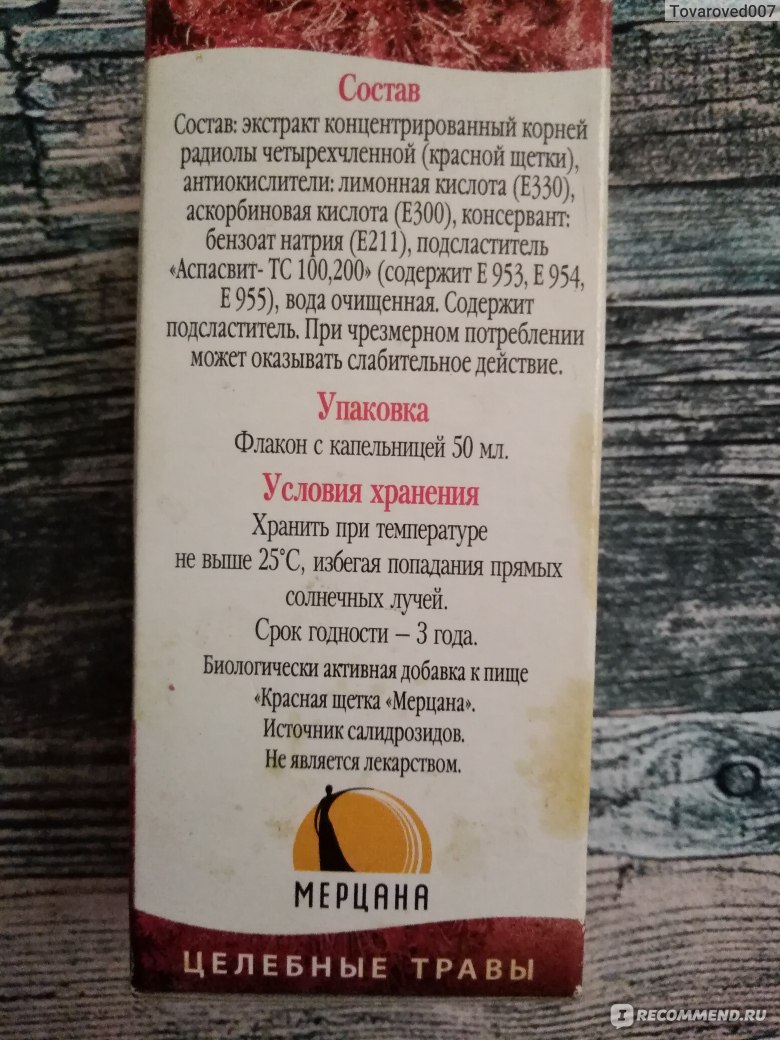 Tovaroved007
Состав
Состав: экстракт концентрированный корней
радиолы четырехчленной (красной щетки),
антиокислители: лимонная кислота (Е330),
аскорбиновая кислота (Е300), консервант:
бензоат натрия (Е211), подсластитель
«Аспасвит- ТС 100,200» (содержит Е 953, Е 954,
Е 955), вода очищенная. Содержит
подсластитель. При чрезмерном потреблении
может оказывать слабительное действие.
Упаковка
Флакон с капельницей 50 мл.
Условия хранения
Хранить при температуре
не выше 25°С, избегая попадания прямых
солнечных лучей.
Срок годности – 3 года.
Биологически активная добавка к пище
«Красная щетка «Мерцана».
Источник салидрозидов.
Не является лекарством.
МЕРЦАНА
ЦЕЛЕБНЫЕ ТРАВЫ
IRECOMMEND.RU